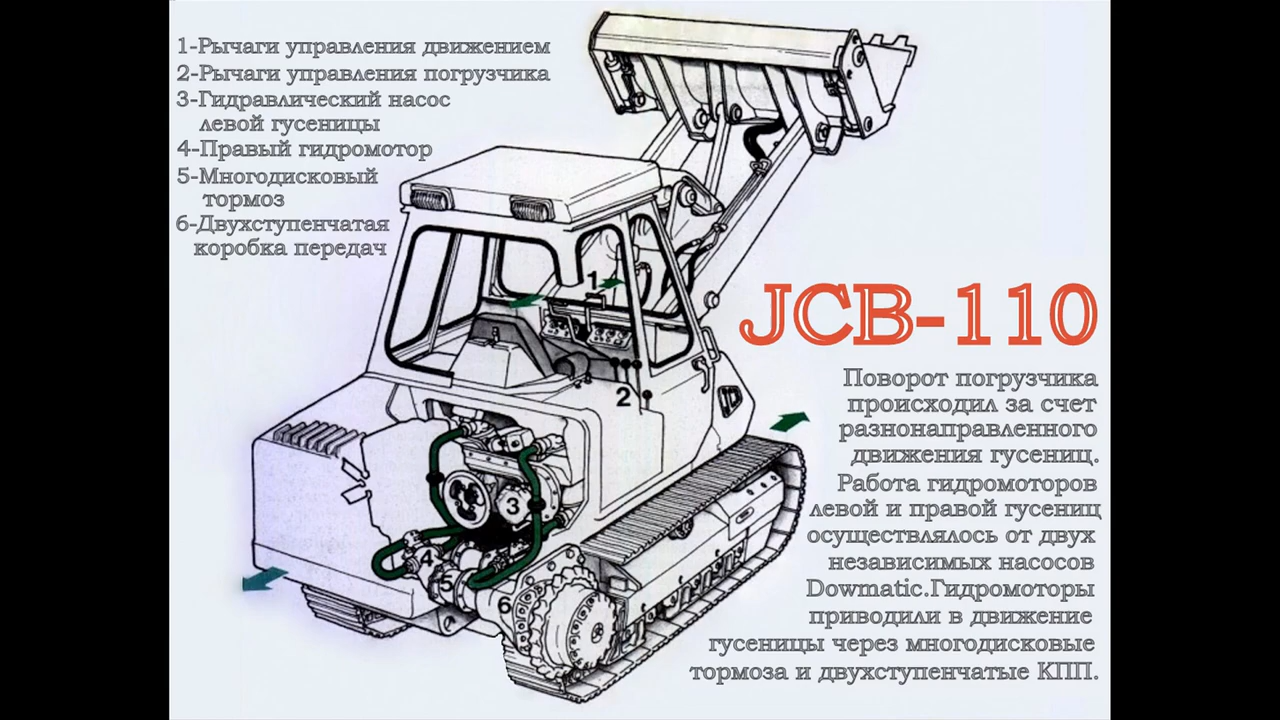 1-Рычаги управления движением
2-Рычаги управления погрузчика
3-Гидравлический насос
левой гусеницы
4-Правый гидромотор
5-Многодисковый
тормоз
6-Двухступенчатая
коробка передач
1
2
3
4
5
6
JCB
JCB-110
Поворот погрузчика
происходил за счет
разнонаправленного
движения гусениц.
Работа гидромоторов
левой и правой гусениц
осуществлялось от двух
независимых насосов
Dowmatic.Гидромоторы
приводили в движение
гусеницы через многодисковые
тормоза и двухступенчатые КПП.